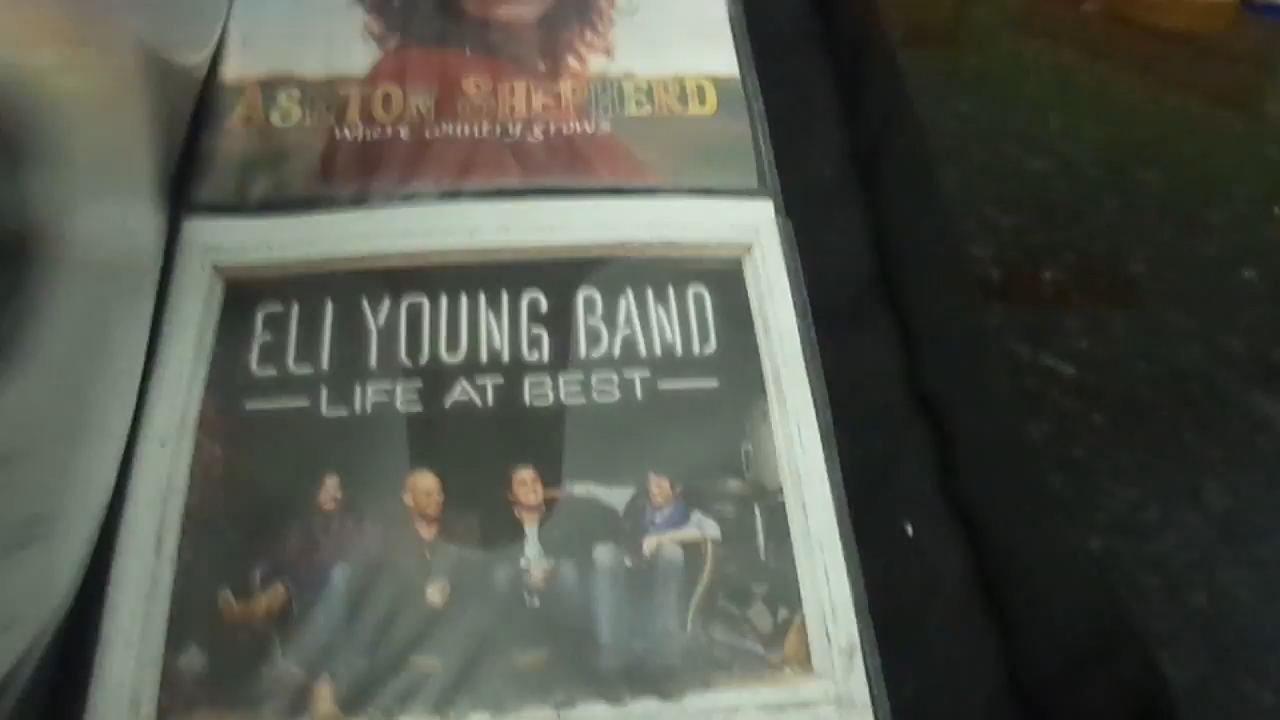 ASHTON SHEPHERD
where country grows
ELI YOUNG BAND
LIFE AT BEST